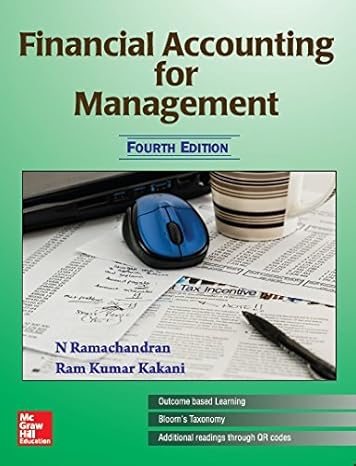 Financial Accounting
for
Management
FOURTH EDITION
Tax Incentive
N Ramachandran
Ram Kumar Kakani
Mc
Graw
Hill
Education
Outcome based Learning
Bloom's Taxonomy
Additional readings through QR codes